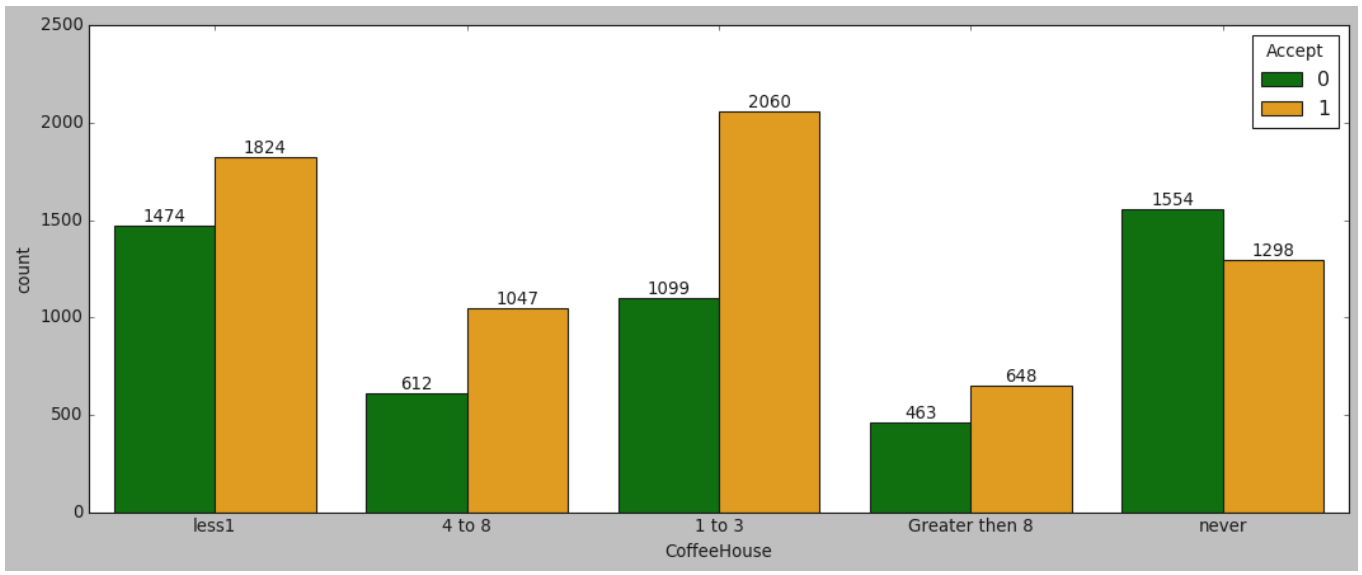 2500
2000
1500
1000
500
0
count
1474
1824
612
1047
1099
2060
463
648
1554
1298
less1
4 to 8
1 to 3
Greater then 8
never
CoffeeHouse
Accept
0
1